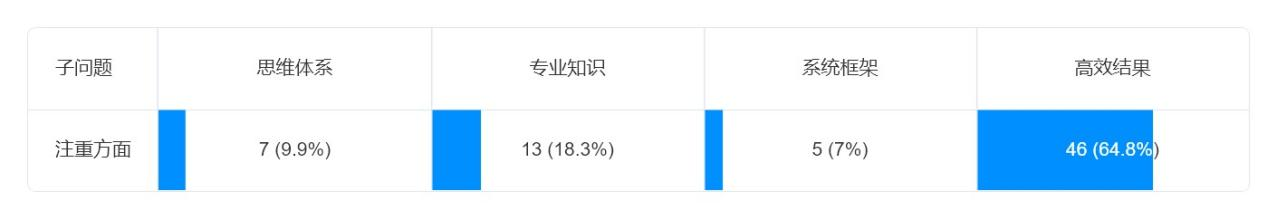 子问题 思维体系 专业知识 系统框架 高效结果
注重方面 7 (9.9%) 13 (18.3%) 5 (7%) 46 (64.8%)